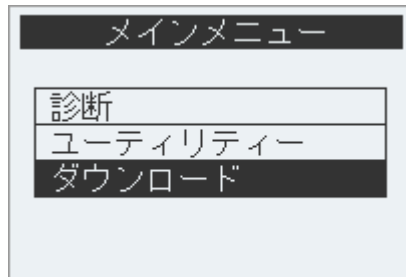 メインメニュー
診断
ユーティリティー
ダウンロード